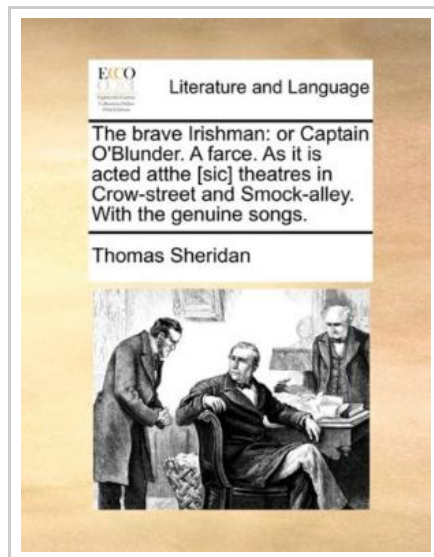 ECCO
Literature and Language
The brave Irishman: or Captain
O'Blunder. A farce. As it is
acted atthe [sic] theatres in
Crow-street and Smock-alley.
With the genuine songs.
Thomas Sheridan